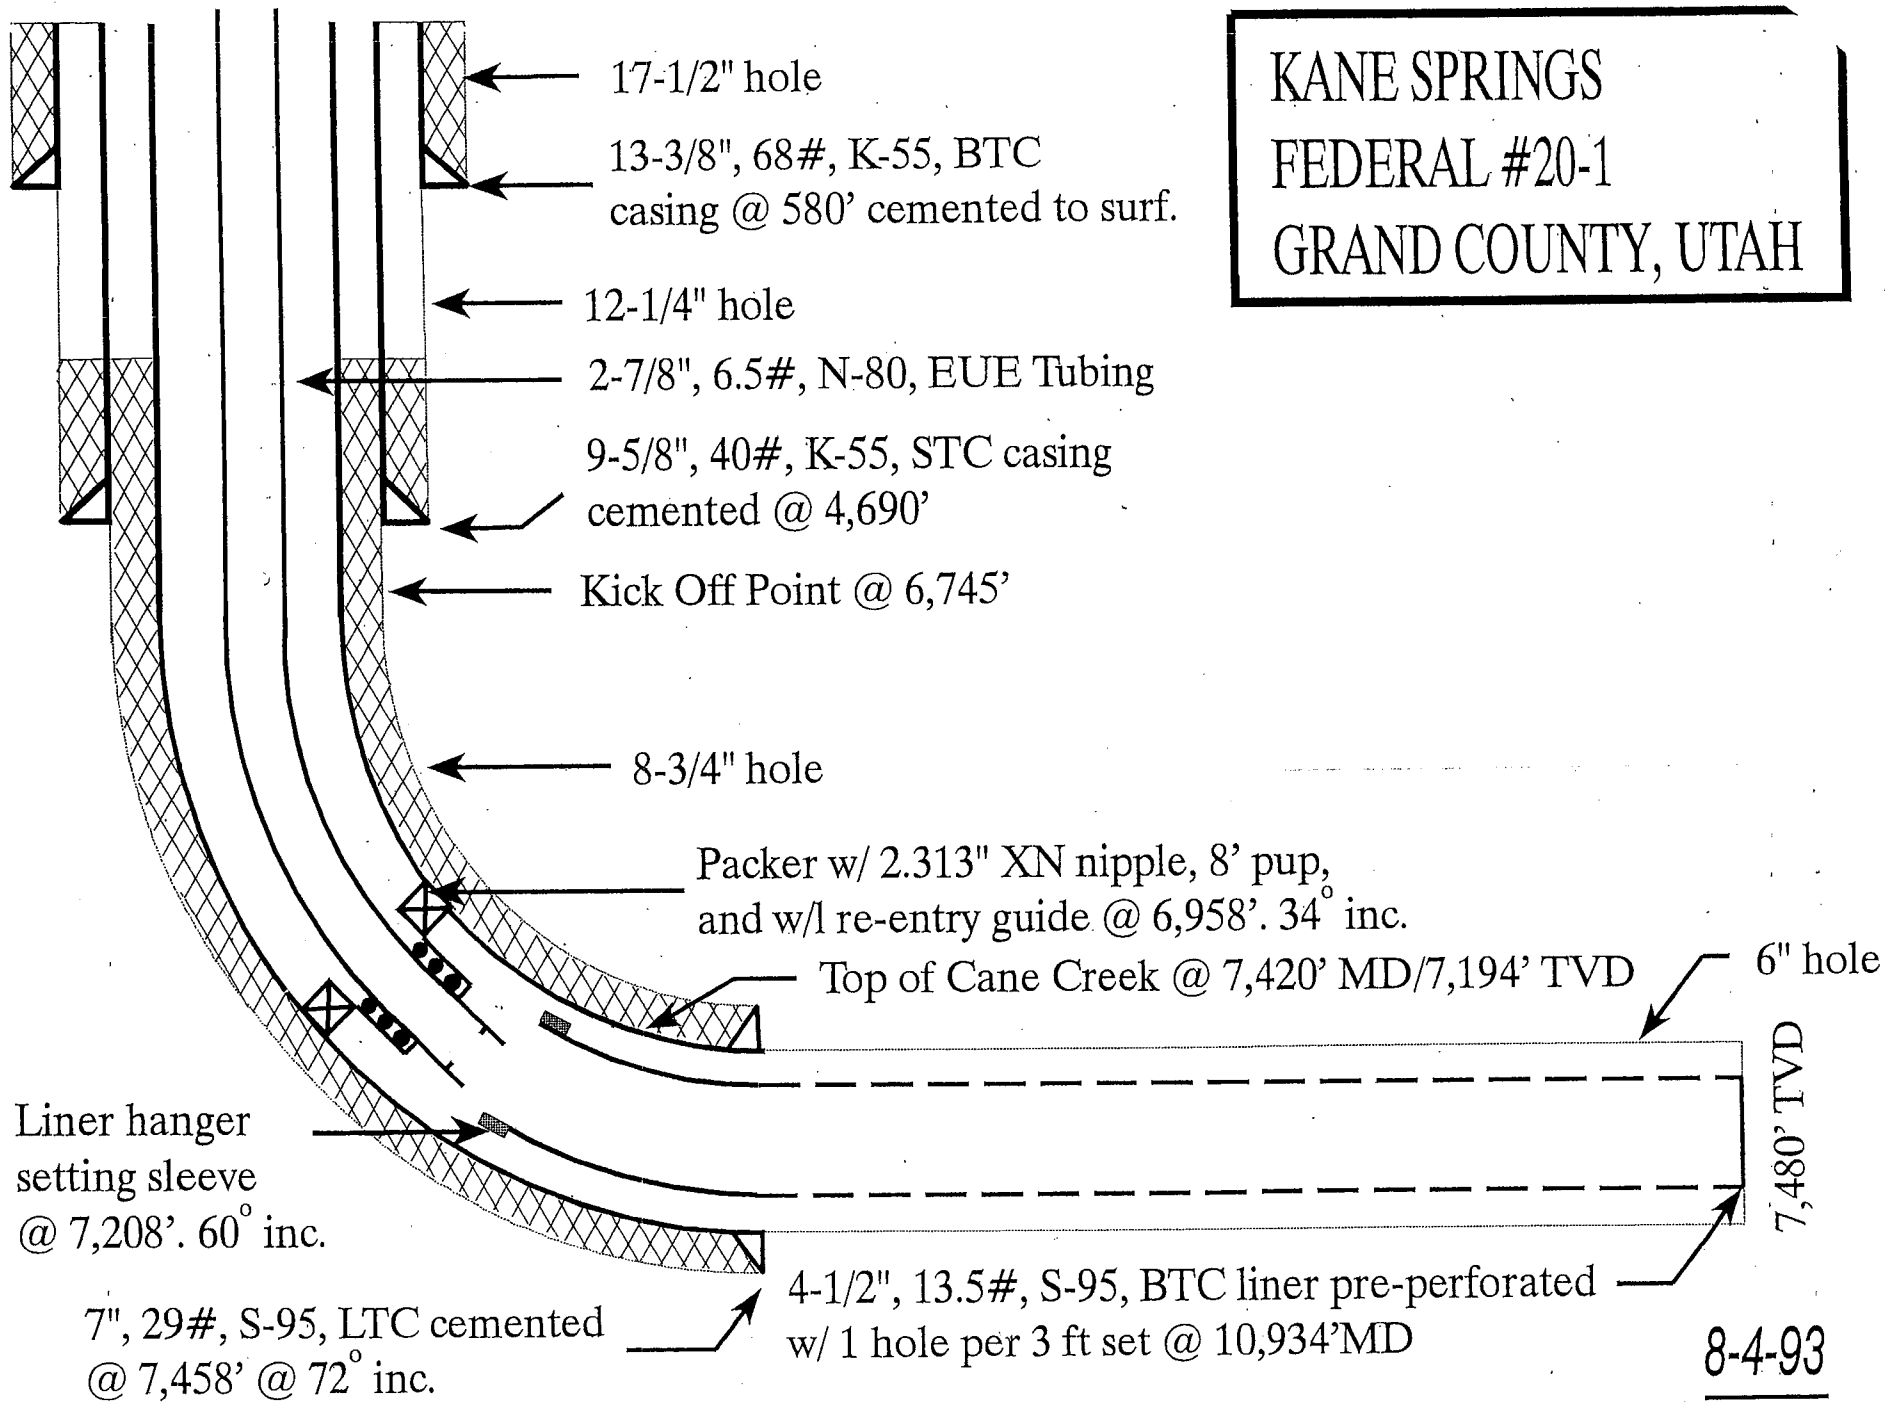 KANE SPRINGS
FEDERAL #20-1
GRAND COUNTY, UTAH
17-1/2" hole
13-3/8", 68#, K-55, BTC
casing @ 580’ cemented to surf.
12-1/4" hole
2-7/8", 6.5#, N-80, EUE Tubing
9-5/8", 40#, K-55, STC casing
cemented @ 4,690’
Kick Off Point @ 6,745’
8-3/4" hole
Packer w/ 2.313" XN nipple, 8’ pup,
and w/l re-entry guide @ 6,958’. 34° inc.
Top of Cane Creek @ 7,420’ MD/7,194’ TVD
6" hole
7,480’ TVD
Liner hanger
setting sleeve
@ 7,208’. 60° inc.
7", 29#, S-95, LTC cemented
@ 7,458’ @ 72° inc.
4-1/2", 13.5#, S-95, BTC liner pre-perforated
w/ 1 hole per 3 ft set @ 10,934’MD
8-4-93